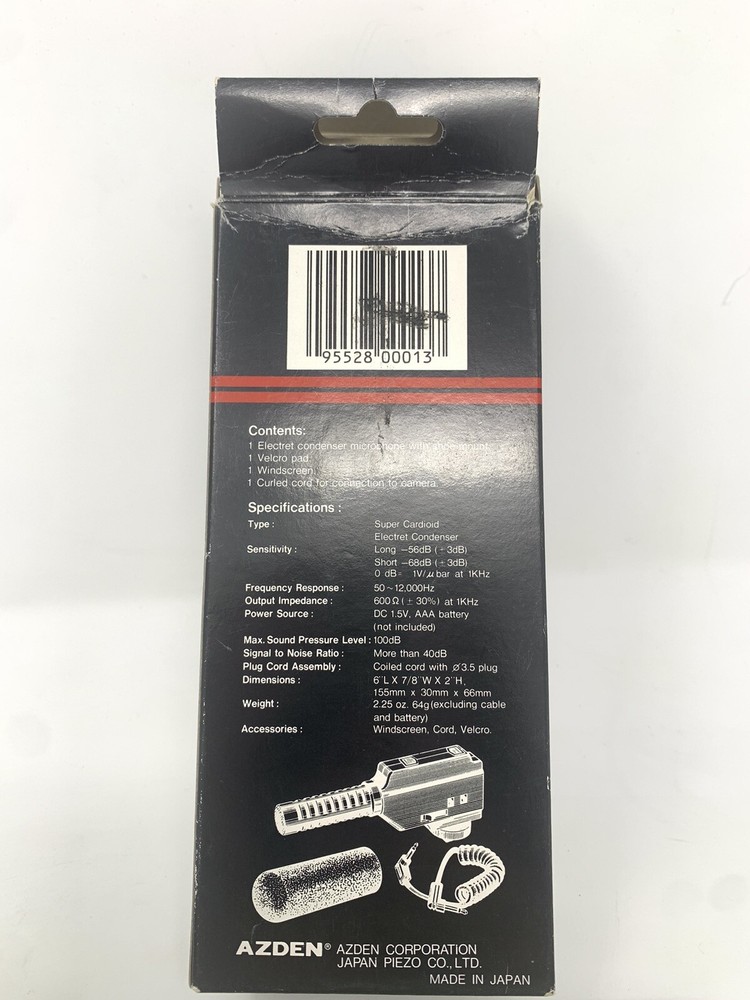 95528 00013
Contents:
1 Electret condenser microphone with shoe mount.
1 Velcro pad.
1 Windscreen.
1 Curled cord for connection to camera.
Specifications :
Type : Super Cardioid
Electret Condenser
Sensitivity : Long −56dB (±3dB)
Short −68dB (±3dB)
0 dB= 1V/μbar at 1KHz
Frequency Response : 50~12,000Hz
Output Impedance : 600Ω (±30%) at 1KHz
Power Source : DC 1.5V, AAA battery
(not included)
Max. Sound Pressure Level : 100dB
Signal to Noise Ratio : More than 40dB
Plug Cord Assembly : Coiled cord with ø3.5 plug
Dimensions : 6"L X 7/8"W X 2"H,
155mm x 30mm x 66mm
Weight : 2.25 oz. 64g(excluding cable
and battery)
Accessories : Windscreen, Cord, Velcro.
AZDEN® AZDEN CORPORATION
JAPAN PIEZO CO.,LTD.
MADE IN JAPAN